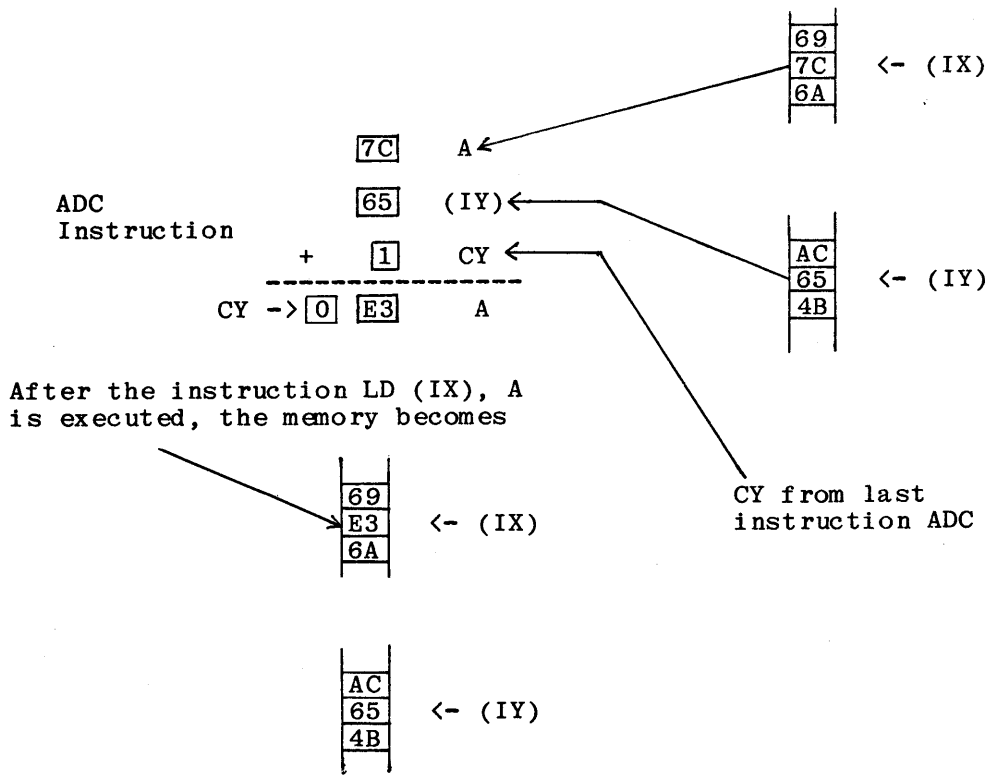 69
7C <- (IX)
6A
7C A
ADC 65 (IY)
Instruction
+ 1 CY
AC
65 <- (IY)
4B
CY -> 0 E3 A
After the instruction LD (IX), A
is executed, the memory becomes
69
E3 <- (IX)
6A
CY from last
instruction ADC
AC
65 <- (IY)
4B